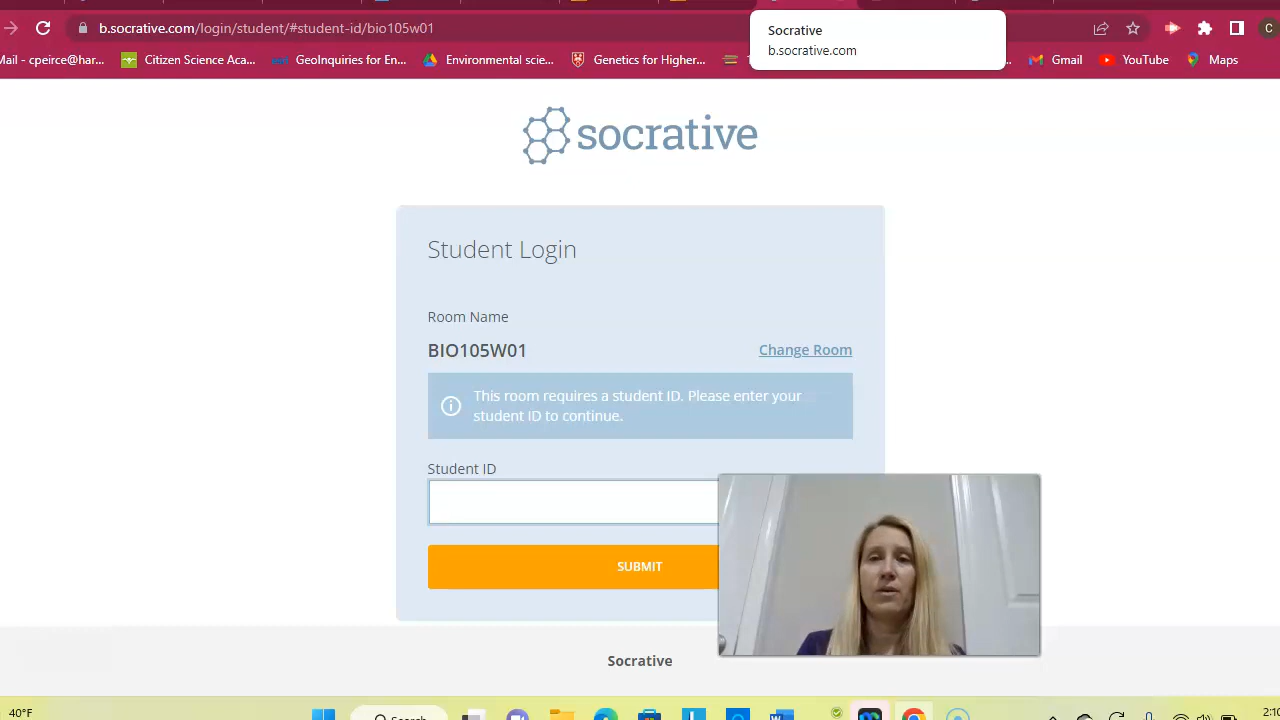 Socrative
b.socrative.com
b.socrative.com/login/student/#student-id/bio105w01
Mail - cpeirce@har...
Citizen Science Aca...
GeoInquiries for En...
Environmental scie...
Genetics for Higher...
Gmail
YouTube
Maps
C
socrative
Student Login
Room Name
BIO105W01
Change Room
This room requires a student ID. Please enter your
student ID to continue.
Student ID
SUBMIT
Socrative
40°F
Search